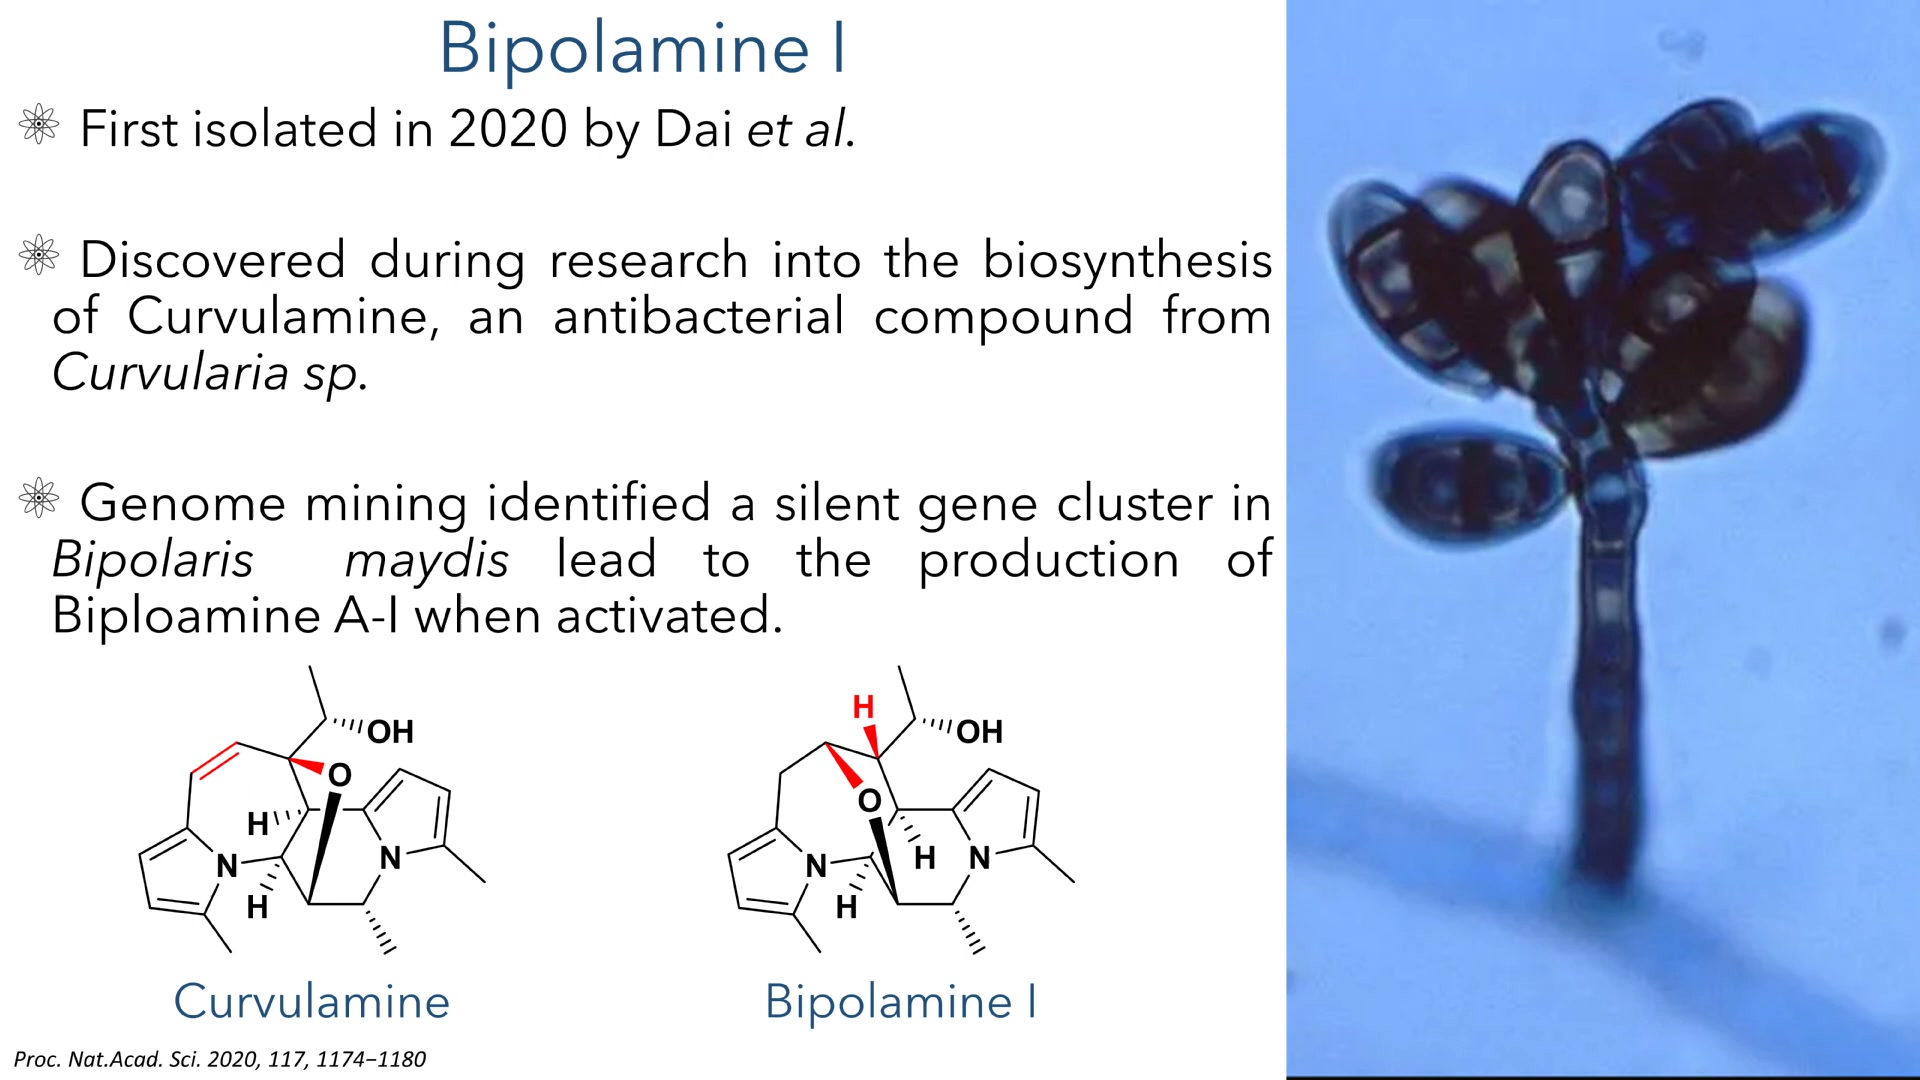 Bipolamine I
First isolated in 2020 by Dai et al.
Discovered during research into the biosynthesis
of Curvulamine, an antibacterial compound from
Curvularia sp.
Genome mining identified a silent gene cluster in
Bipolaris maydis lead to the production of
Biploamine A-I when activated.
OH
O
H
N
N
H
H
OH
O
H
N
N
H
Curvulamine
Bipolamine I
Proc. Nat.Acad. Sci. 2020, 117, 1174−1180